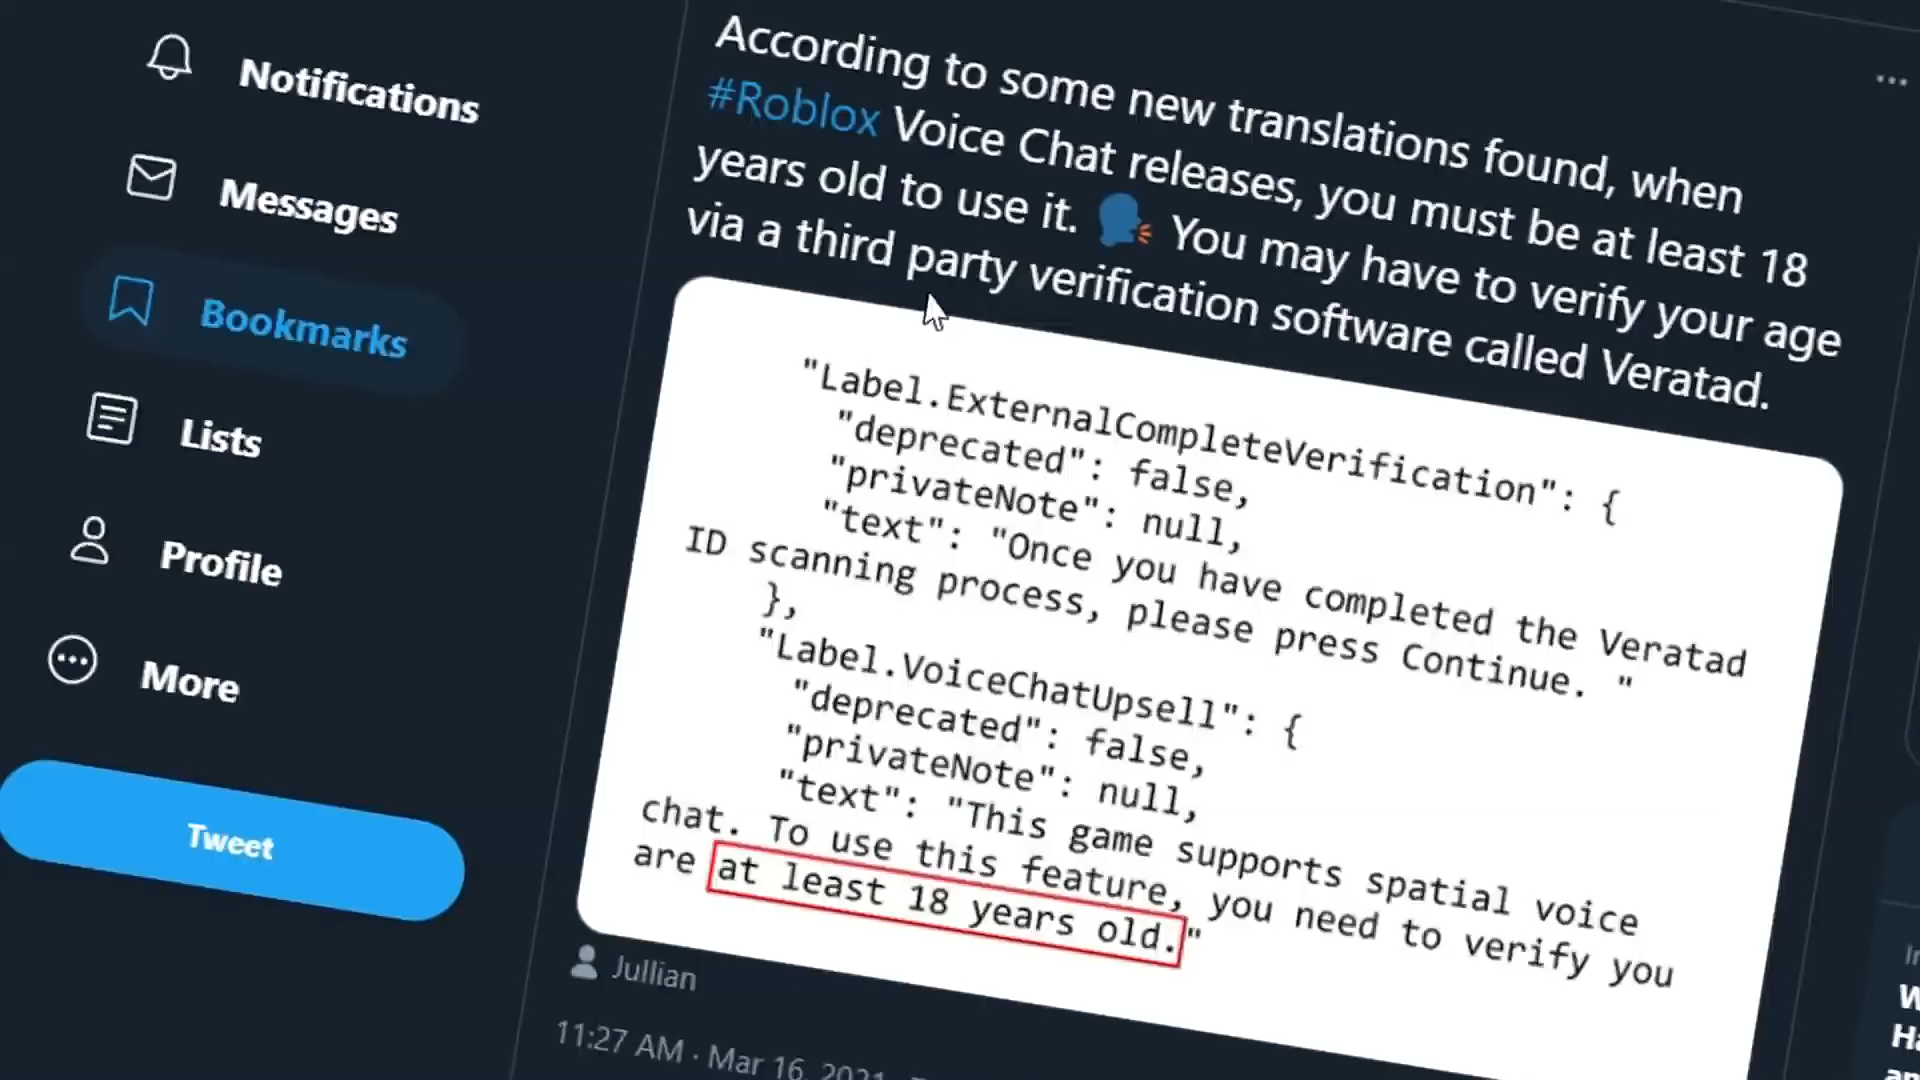 Notifications
Messages
Bookmarks
Lists
Profile
More
Tweet
According to some new translations found, when
#Roblox Voice Chat releases, you must be at least 18
years old to use it. 🗣 You may have to verify your age
via a third party verification software called Veratad.
"Label.ExternalCompleteVerification": {
"deprecated": false,
"privateNote": null,
"text": "Once you have completed the Veratad
ID scanning process, please press Continue. "
},
"Label.VoiceChatUpsell": {
"deprecated": false,
"privateNote": null,
"text": "This game supports spatial voice
chat. To use this feature, you need to verify you
are at least 18 years old."
Jullian
11:27 AM · Mar 16, 2021